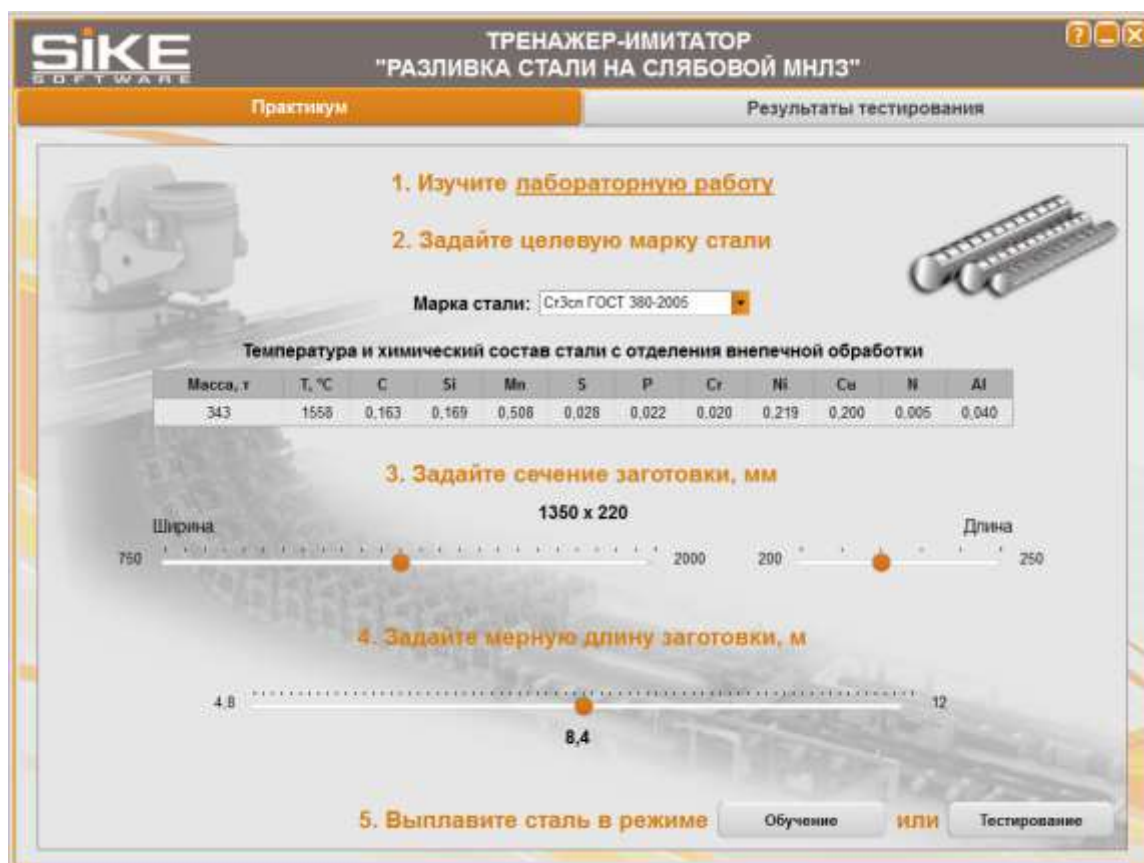 SIKE
SOFTWARE
ТРЕНАЖЕР-ИМИТАТОР
"РАЗЛИВКА СТАЛИ НА СЛЯБОВОЙ МНЛЗ"
Практикум Результаты тестирования
1. Изучите лабораторную работу
2. Задайте целевую марку стали
Марка стали: Ст3сп ГОСТ 380-2005
Температура и химический состав стали с отделения внепечной обработки
Масса, т T, °C C Si Mn S P Cr Ni Cu N Al
343 1558 0,163 0,169 0,508 0,028 0,022 0,020 0,219 0,200 0,005 0,040
3. Задайте сечение заготовки, мм
1350 x 220
Ширина Длина
750 2000 200 250
4. Задайте мерную длину заготовки, м
4,8 12
8,4
5. Выплавите сталь в режиме Обучение или Тестирование